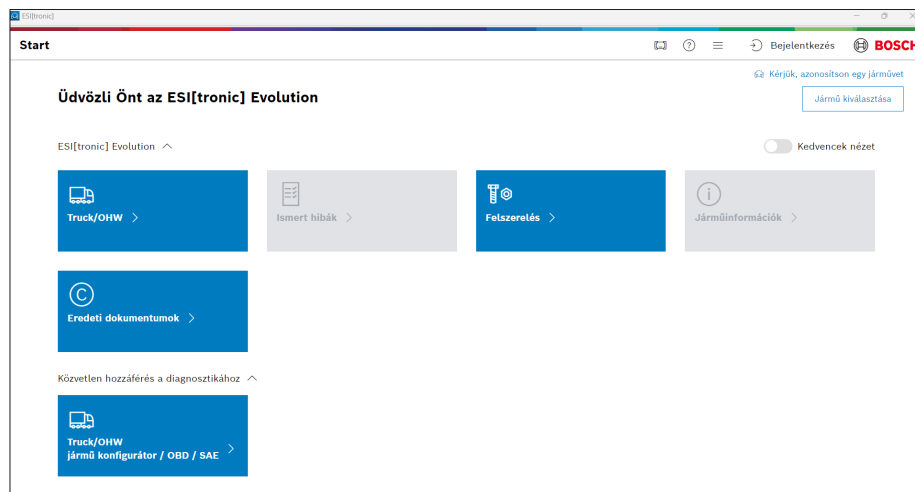 ESI[tronic]
Start
Bejelentkezés
BOSCH
Kérjük, azonosítson egy járművet
Üdvözli Önt az ESI[tronic] Evolution
Jármű kiválasztása
ESI[tronic] Evolution
Kedvencek nézet
Truck/OHW
Ismert hibák
Felszerelés
Járműinformációk
Eredeti dokumentumok
Közvetlen hozzáférés a diagnosztikához
Truck/OHW
jármű konfigurátor / OBD / SAE